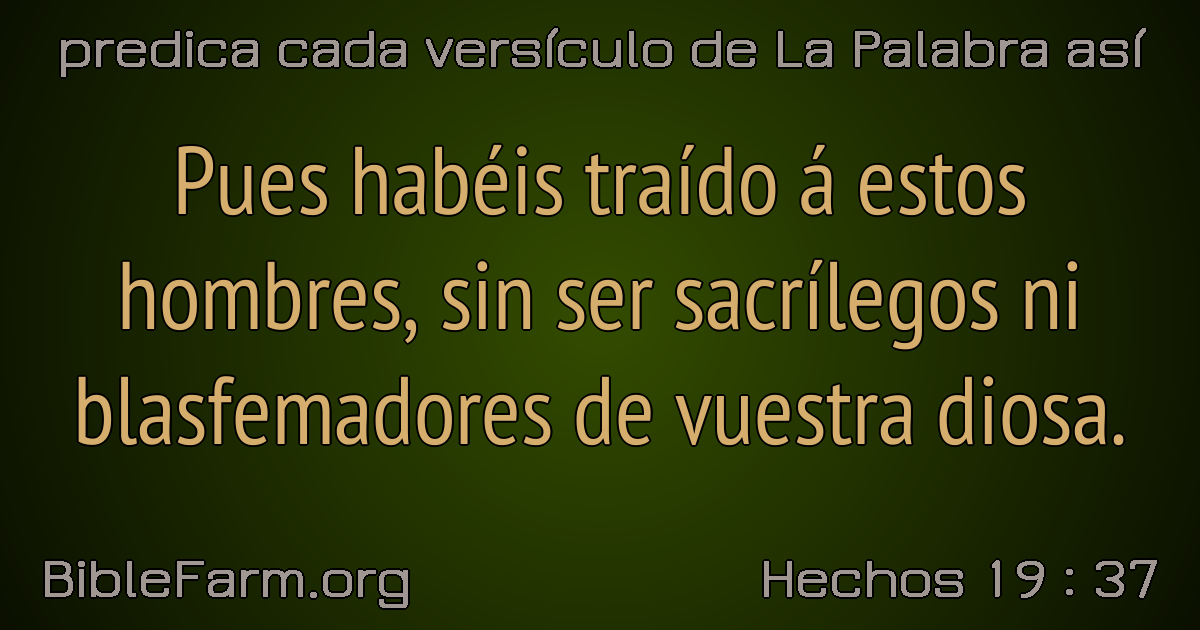 predica cada versículo de La Palabra así
Pues habéis traído á estos
hombres, sin ser sacrílegos ni
blasfemadores de vuestra diosa.
BibleFarm.org
Hechos 19 : 37